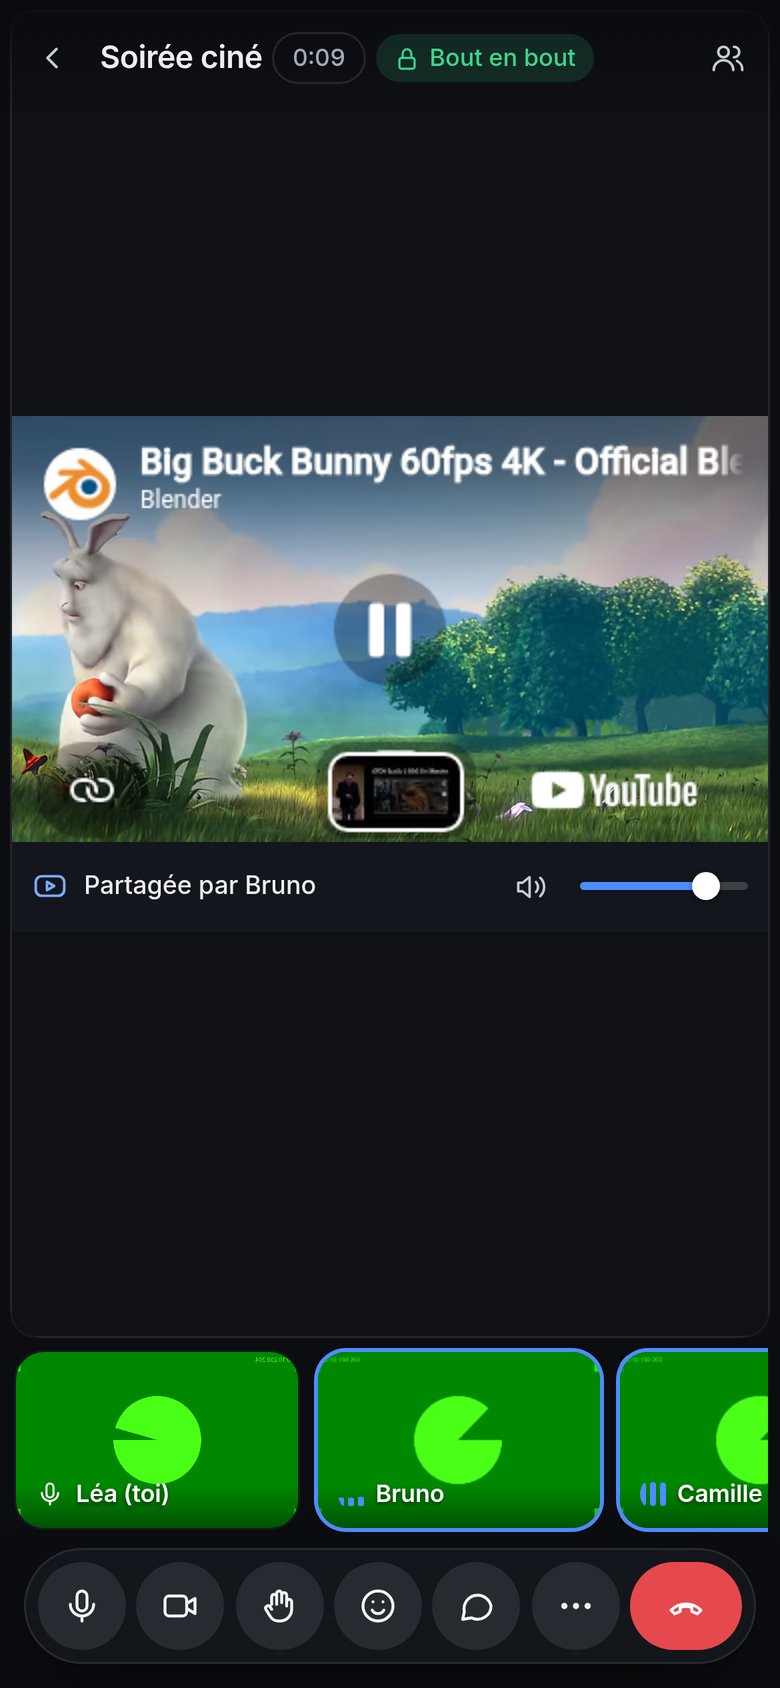 Soirée ciné
0:09
Bout en bout
Big Buck Bunny 60fps 4K - Official Ble
Blender
YouTube
Partagée par Bruno
Léa (toi)
Bruno
Camille